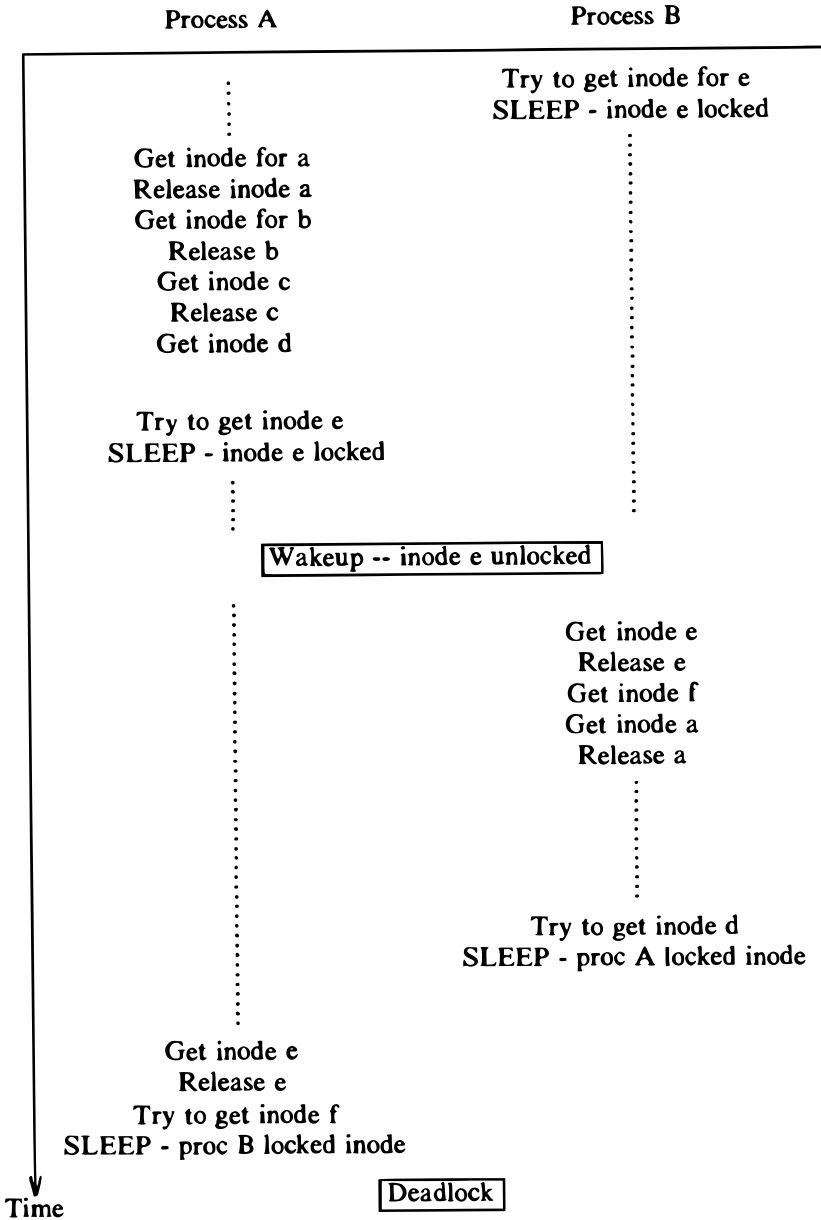 Process A
Process B
Try to get inode for e
SLEEP - inode e locked
Get inode for a
Release inode a
Get inode for b
Release b
Get inode c
Release c
Get inode d
Try to get inode e
SLEEP - inode e locked
Wakeup -- inode e unlocked
Get inode e
Release e
Get inode f
Get inode a
Release a
Try to get inode d
SLEEP - proc A locked inode
Get inode e
Release e
Try to get inode f
SLEEP - proc B locked inode
Deadlock
Time